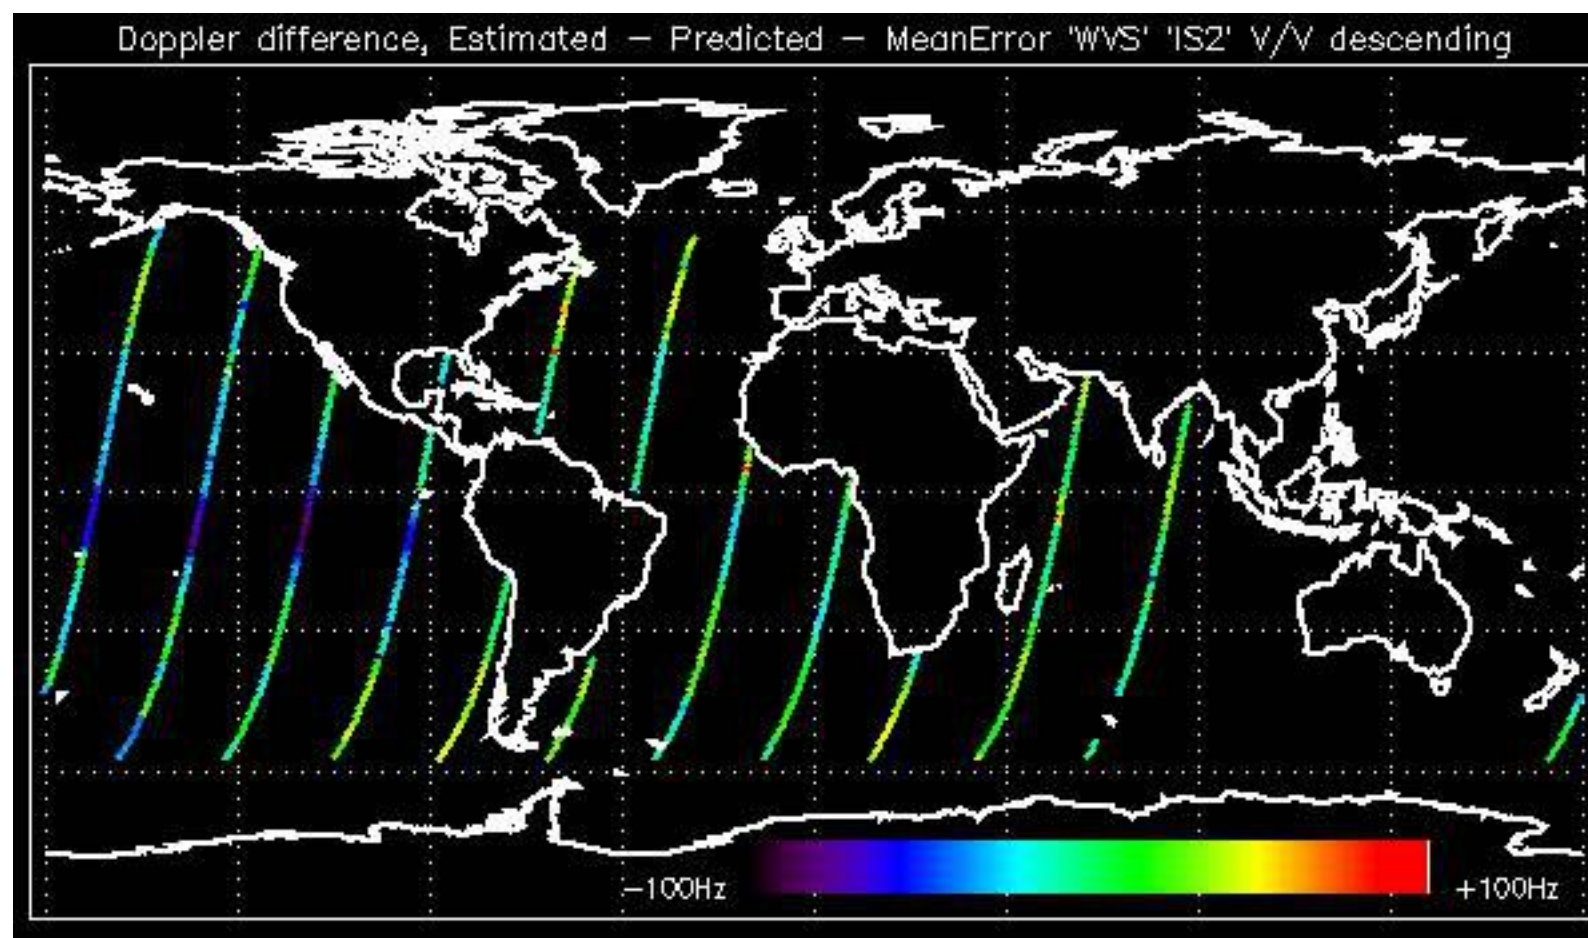 Doppler difference, Estimated – Predicted – MeanError 'WVS' 'IS2' V/V descending
–100Hz
+100Hz